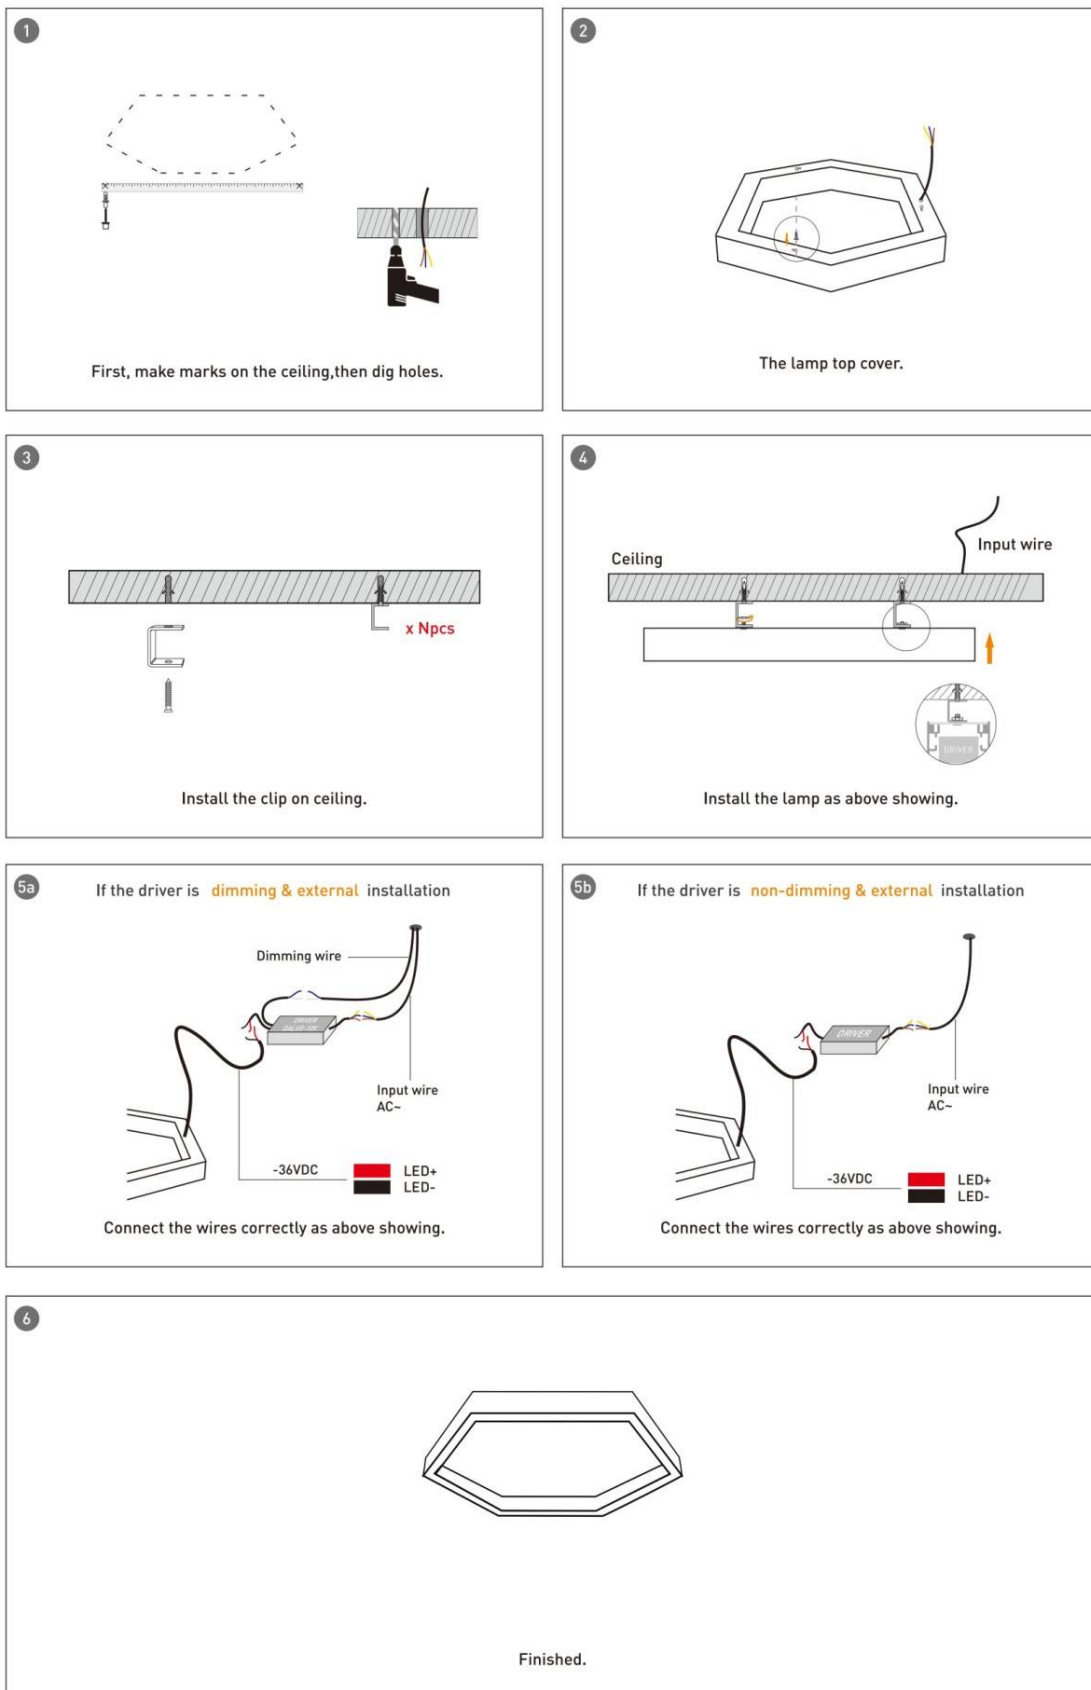 1
First, make marks on the ceiling,then dig holes.
2
The lamp top cover.
3
x Npcs
Install the clip on ceiling.
4
Ceiling
Input wire
DRIVER
Install the lamp as above showing.
5a
If the driver is dimming & external installation
Dimming wire
DRIVER
Input wire
AC~
-36VDC
LED+
LED-
Connect the wires correctly as above showing.
5b
If the driver is non-dimming & external installation
DRIVER
Input wire
AC~
-36VDC
LED+
LED-
Connect the wires correctly as above showing.
6
Finished.